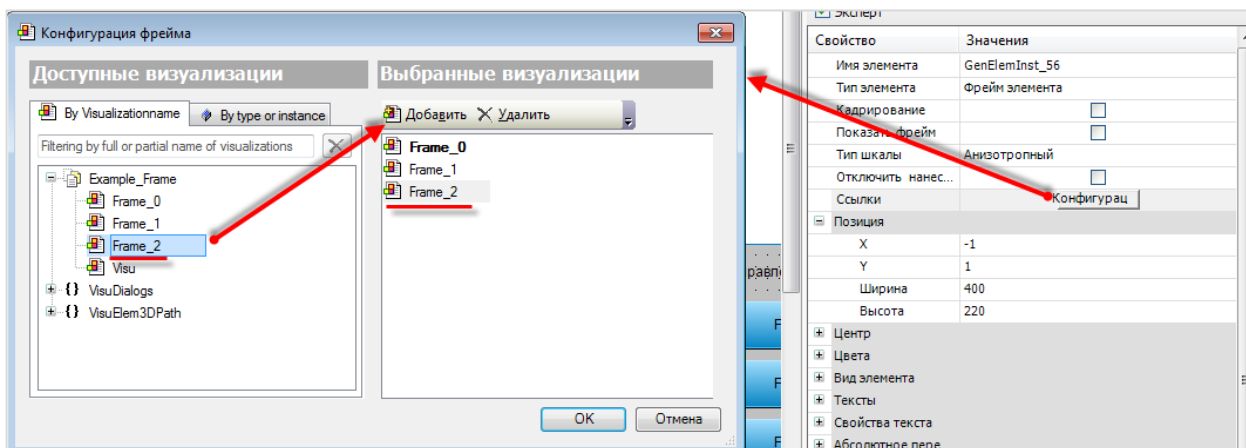 Конфигурация фрейма
Доступные визуализации
By Visualizationname
By type or instance
Filtering by full or partial name of visualizations
Example_Frame
Frame_0
Frame_1
Frame_2
Visu
VisuDialogs
VisuElem3DPath
Выбранные визуализации
Добавить
Удалить
Frame_0
Frame_1
Frame_2
OK
Отмена
Эксперт
Свойство Значения
Имя элемента GenElemInst_56
Тип элемента Фрейм элемента
Кадрирование
Показать фрейм
Тип шкалы Анизотропный
Отключить нанес...
Ссылки Конфигурац
Позиция
X -1
Y 1
Ширина 400
Высота 220
Центр
Цвета
Вид элемента
Тексты
Свойства текста
Абсолютное пере